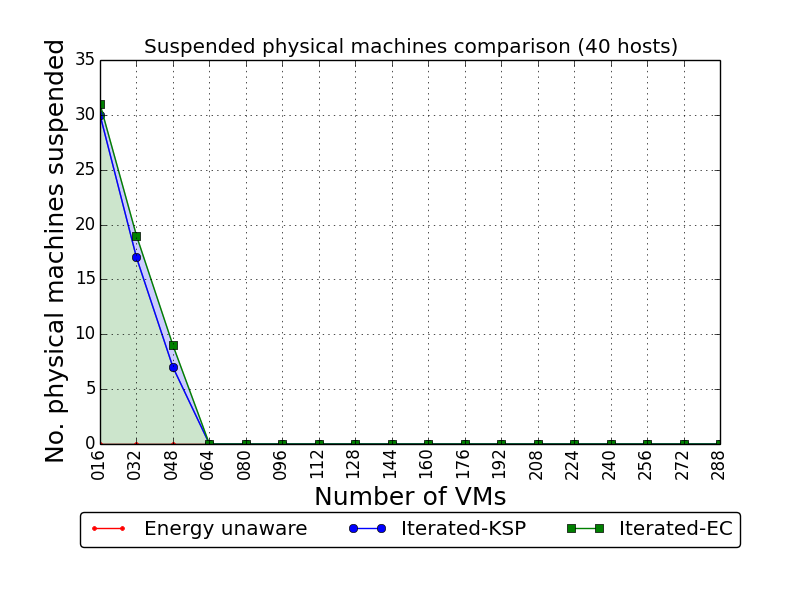 Suspended physical machines comparison (40 hosts)
No. physical machines suspended
35
30
25
20
15
10
5
0
016 032 048 064 080 096 112 128 144 160 176 192 208 224 240 256 272 288
Number of VMs
Energy unaware Iterated-KSP Iterated-EC